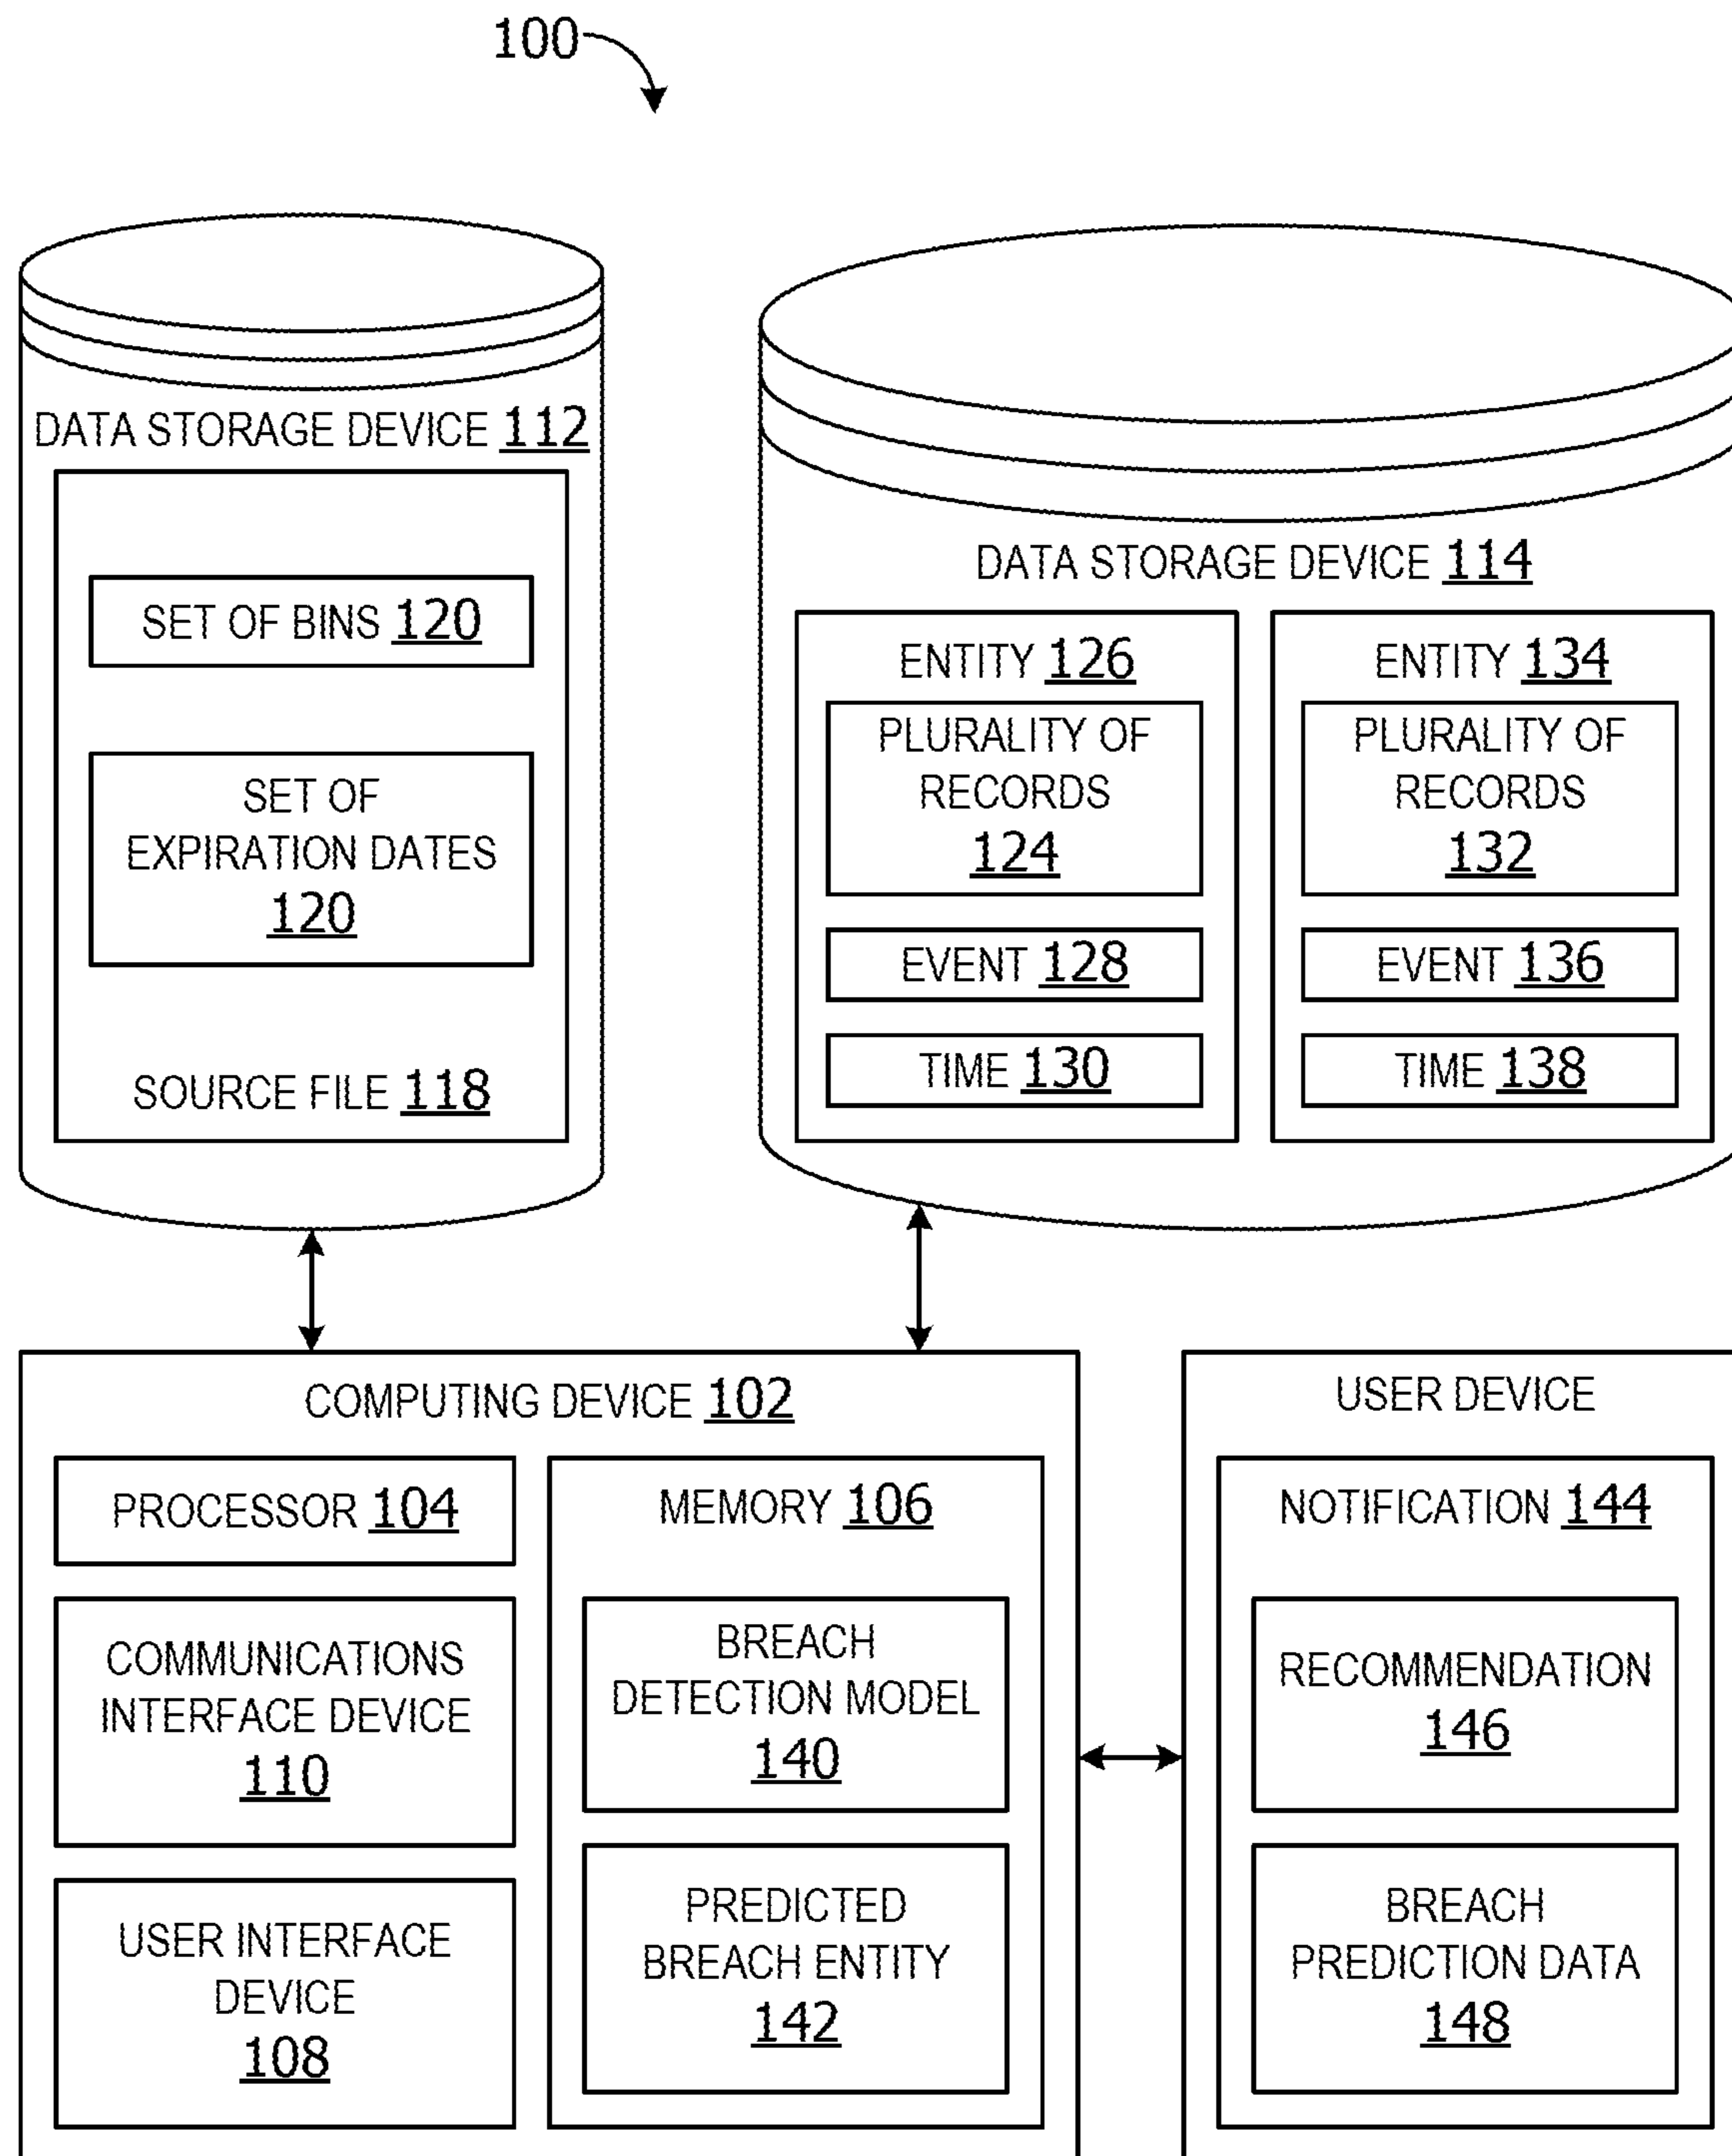 100
DATA STORAGE DEVICE 112
SET OF BINS 120
SET OF
EXPIRATION DATES
120
SOURCE FILE 118
DATA STORAGE DEVICE 114
ENTITY 126
PLURALITY OF
RECORDS
124
EVENT 128
TIME 130
ENTITY 134
PLURALITY OF
RECORDS
132
EVENT 136
TIME 138
COMPUTING DEVICE 102
PROCESSOR 104
COMMUNICATIONS
INTERFACE DEVICE
110
USER INTERFACE
DEVICE
108
MEMORY 106
BREACH
DETECTION MODEL
140
PREDICTED
BREACH ENTITY
142
USER DEVICE
NOTIFICATION 144
RECOMMENDATION
146
BREACH
PREDICTION DATA
148